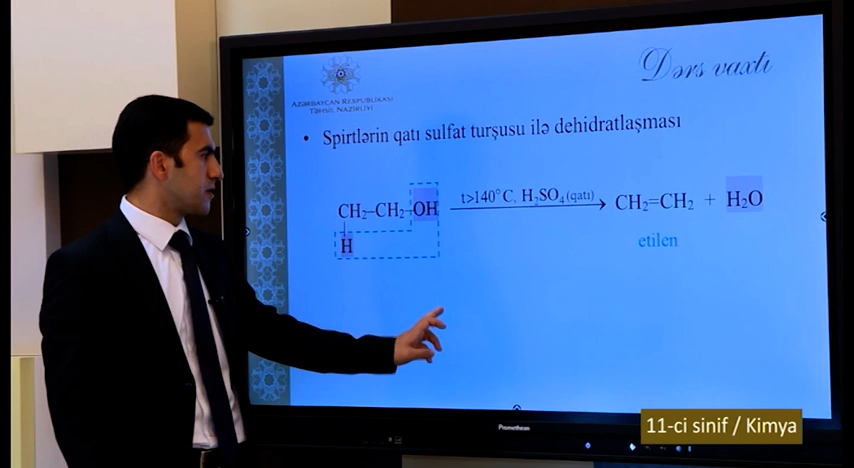 Dərs vaxtı
AZƏRBAYCAN RESPUBLİKASI
TƏHSİL NAZİRLİYİ
• Spirtlərin qatı sulfat turşusu ilə dehidratlaşması
t>140°C, H₂SO₄(qatı)
CH₂–CH₂–OH → CH₂=CH₂ + H₂O
H
etilen
Promethean
11-ci sinif / Kimya